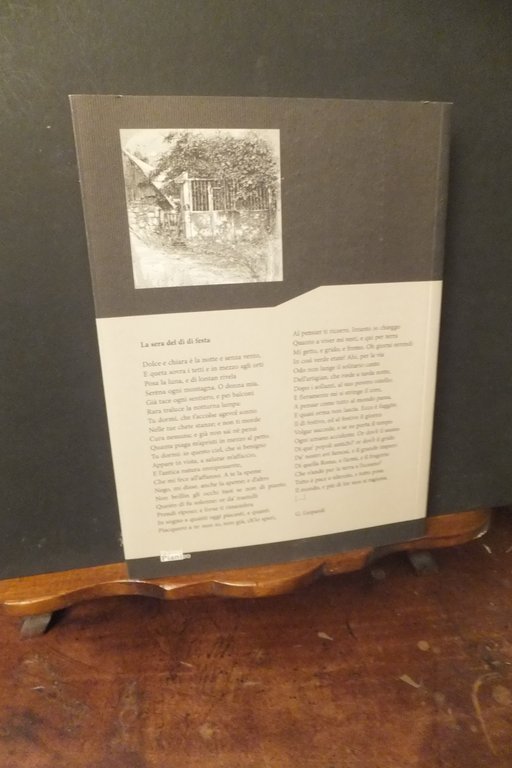 La sera del dì di festa
Dolce e chiara è la notte e senza vento,
E queta sovra i tetti e in mezzo agli orti
Posa la luna, e di lontan rivela
Serena ogni montagna. O donna mia,
Già tace ogni sentiero, e pei balconi
Rara traluce la notturna lampa:
Tu dormi, che t'accolse agevol sonno
Nelle tue chete stanze; e non ti morde
Cura nessuna; e già non sai nè pensi
Quanta piaga m'apristi in mezzo al petto.
Tu dormi: io questo ciel, che sì benigno
Appare in vista, a salutar m'affaccio,
E l'antica natura onnipossente,
Che mi fece all'affanno. A te la speme
Nego, mi disse, anche la speme; e d'altro
Non brillin gli occhi tuoi se non di pianto.
Questo dì fu solenne: or da' trastulli
Prendi riposo; e forse ti rimembra
In sogno a quanti oggi piacesti, e quanti
Piacquero a te: non io, non già, ch'io speri,
Al pensier ti ricorro. Intanto io chieggo
Quanto a viver mi resti, e qui per terra
Mi getto, e grido, e fremo. Oh giorni orrendi
In così verde etate! Ahi, per la via
Odo non lunge il solitario canto
Dell'artigian, che riede a tarda notte,
Dopo i sollazzi, al suo povero ostello;
E fieramente mi si stringe il core,
A pensar come tutto al mondo passa,
E quasi orma non lascia. Ecco è fuggito
Il dì festivo, ed al festivo il giorno
Volgar succede, e se ne porta il tempo
Ogni umano accidente. Or dov'è il suono
Di que' popoli antichi? or dov'è il grido
De' nostri avi famosi, e il grande impero
Di quella Roma, e l'armi, e il fragorio
Che n'andò per la terra e l'oceano?
Tutto è pace e silenzio, e tutto posa
Il mondo, e più di lor non si ragiona.
[...]
G. Leopardi